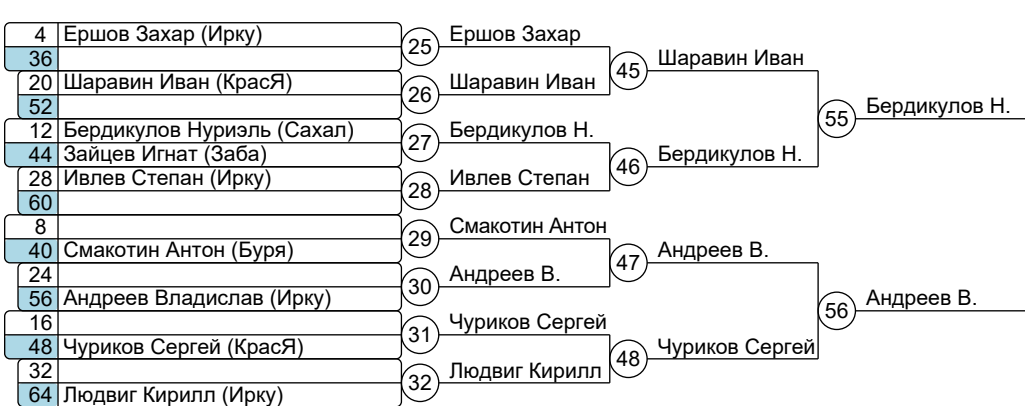 4 Ершов Захар (Ирку)
36
20 Шаравин Иван (КрасЯ)
52
12 Бердикулов Нуриэль (Сахал)
44 Зайцев Игнат (Заба)
28 Ивлев Степан (Ирку)
60
8
40 Смакотин Антон (Буря)
24
56 Андреев Владислав (Ирку)
16
48 Чуриков Сергей (КрасЯ)
32
64 Людвиг Кирилл (Ирку)
25 Ершов Захар
26 Шаравин Иван
27 Бердикулов Н.
28 Ивлев Степан
29 Смакотин Антон
30 Андреев В.
31 Чуриков Сергей
32 Людвиг Кирилл
45 Шаравин Иван
46 Бердикулов Н.
47 Андреев В.
48 Чуриков Сергей
55 Бердикулов Н.
56 Андреев В.